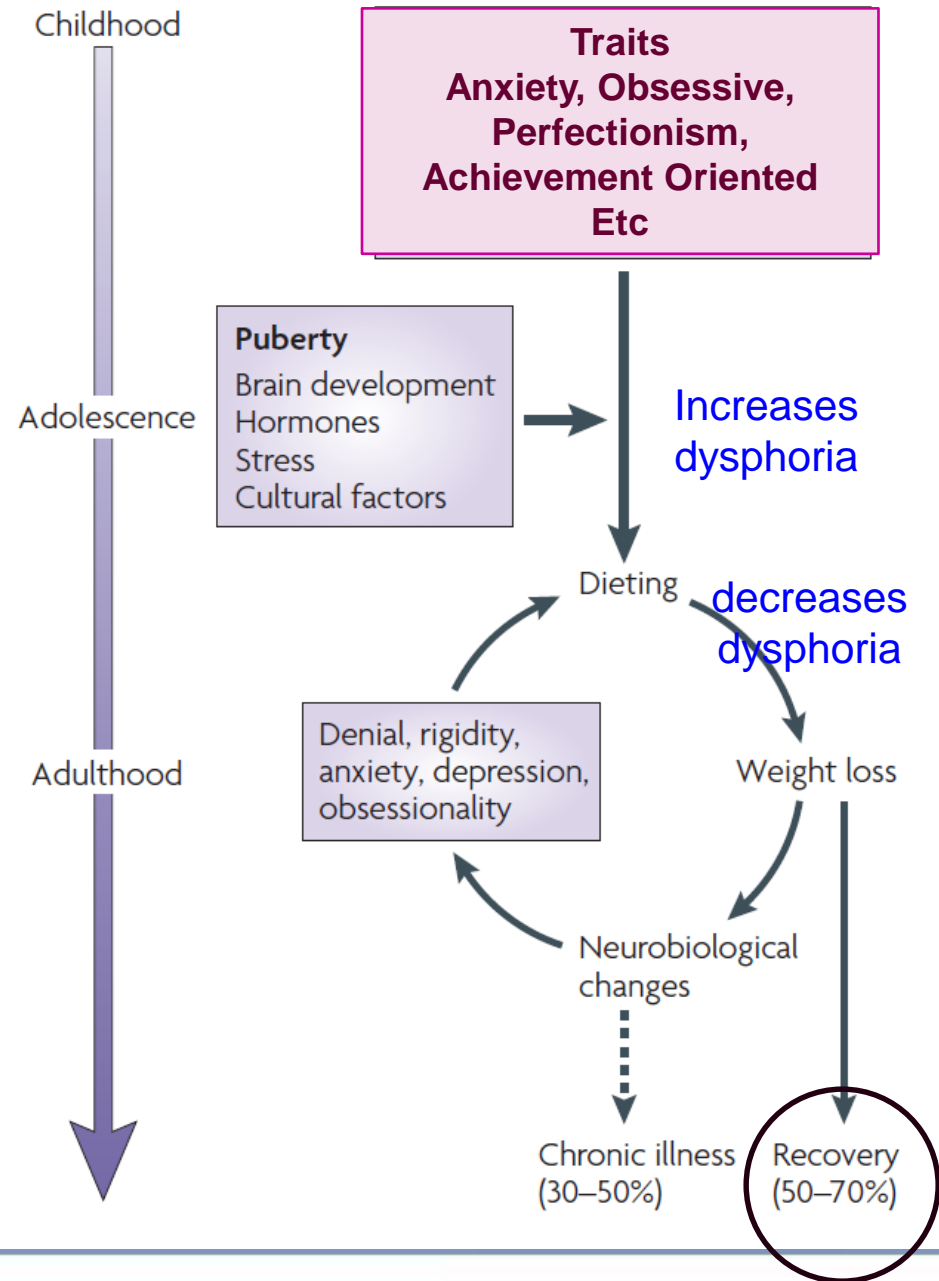 Childhood
Traits
Anxiety, Obsessive,
Perfectionism,
Achievement Oriented
Etc
Puberty
Brain development
Hormones
Stress
Cultural factors
Adolescence
Increases
dysphoria
Dieting
decreases
dysphoria
Denial, rigidity,
anxiety, depression,
obsessionality
Adulthood
Weight loss
Neurobiological
changes
Chronic illness
(30–50%)
Recovery
(50–70%)